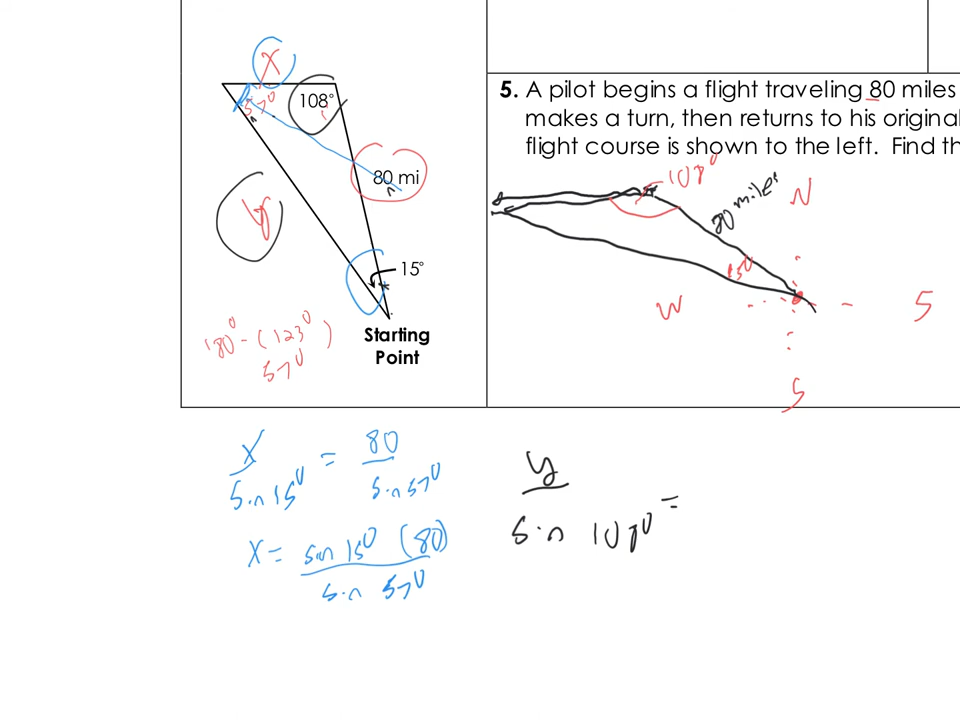 x
57°
108°
80 mi
y
15°
Starting
Point
180° - (123°)
57°
5. A pilot begins a flight traveling 80 miles
makes a turn, then returns to his original
flight course is shown to the left. Find th
108°
80 miles
N
15°
W
S
S
x / sin 15° = 80 / sin 57°
x = sin 15° (80) / sin 57°
y / sin 108° =